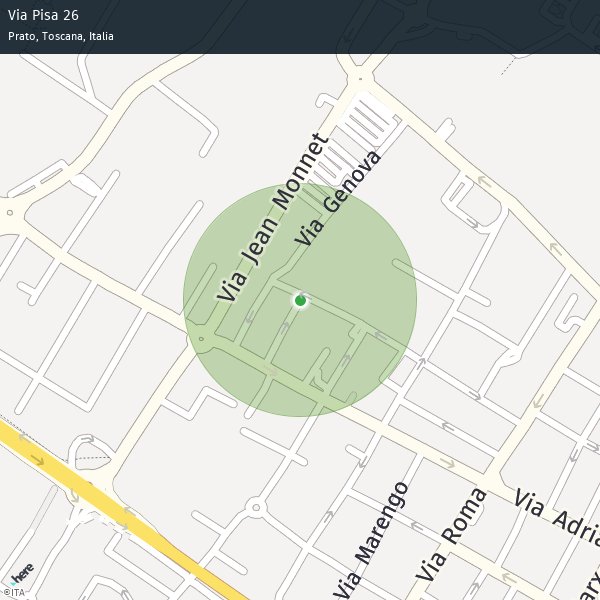 Via Pisa 26
Prato, Toscana, Italia
Via Jean Monnet
Via Genova
Via Marengo
Via Roma
Via Adria
here
©ITA